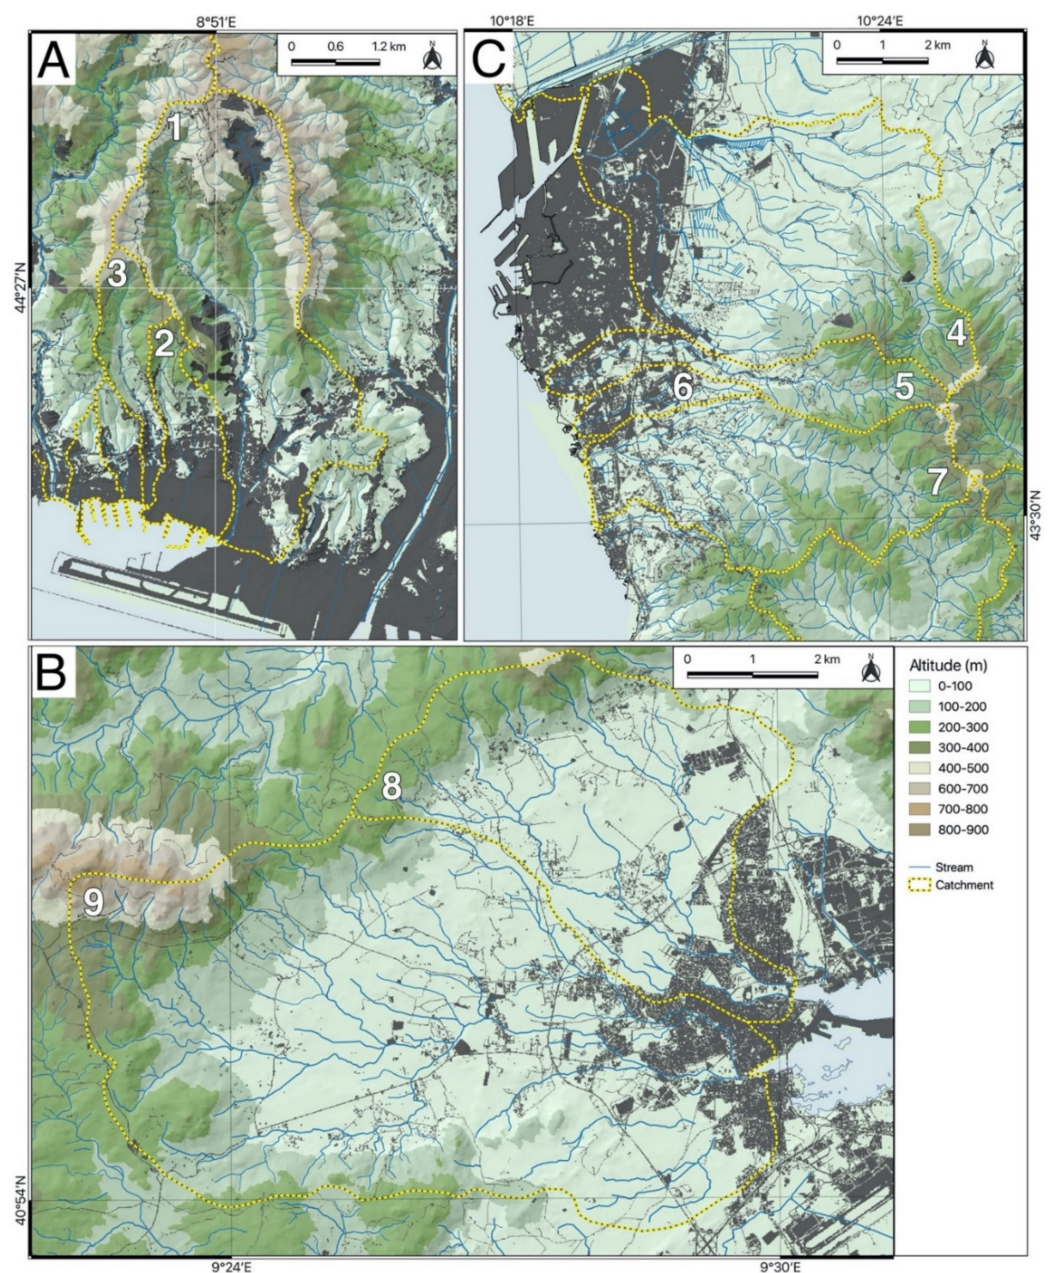 8°51′E
10°18′E
10°24′E
A
0 0.6 1.2 km
N
C
0 1 2 km
N
1
44°27′N
3
2
4
5
6
7
43°30′N
B
0 1 2 km
N
8
9
Altitude (m)
0-100
100-200
200-300
300-400
400-500
600-700
700-800
800-900
Stream
Catchment
40°54′N
9°24′E
9°30′E